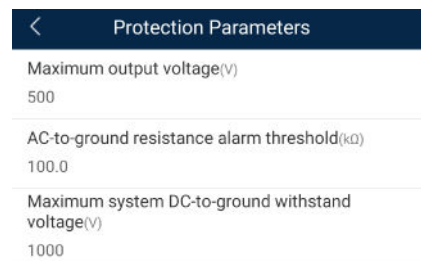 Protection Parameters
Maximum output voltage(V)
500
AC-to-ground resistance alarm threshold(kΩ)
100.0
Maximum system DC-to-ground withstand
voltage(V)
1000